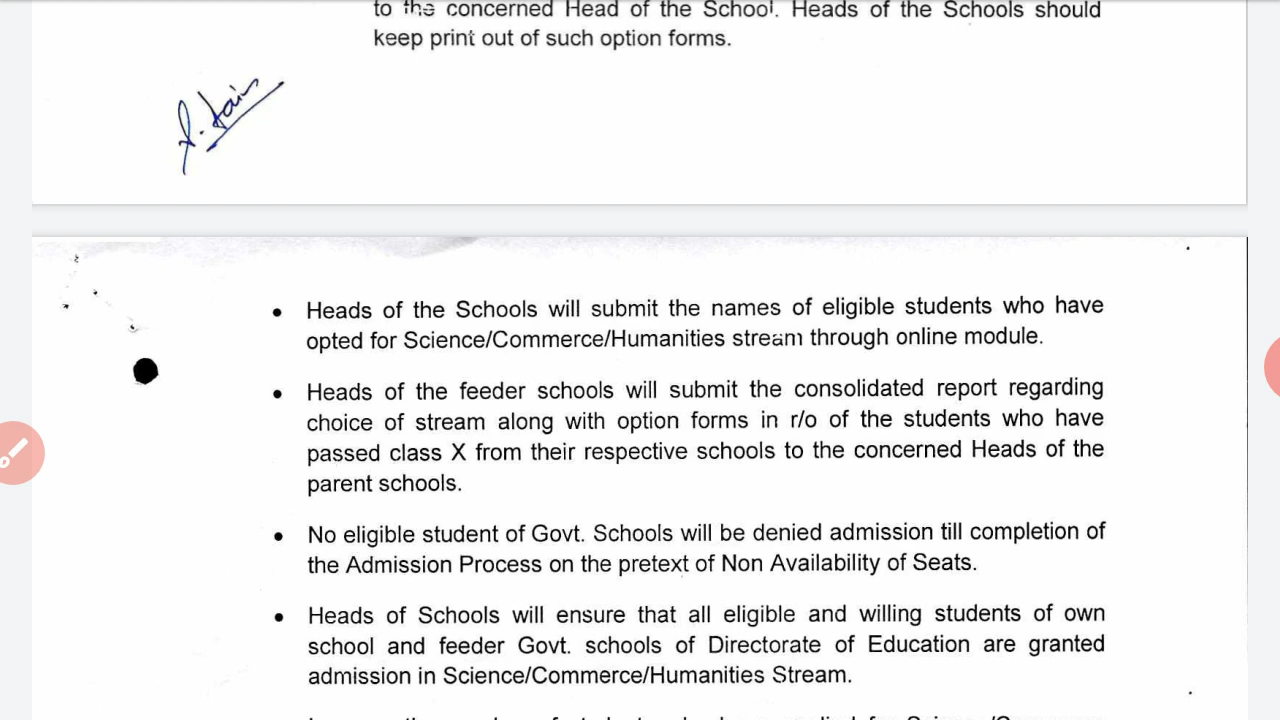 to the concerned Head of the School. Heads of the Schools should
keep print out of such option forms.
• Heads of the Schools will submit the names of eligible students who have
opted for Science/Commerce/Humanities stream through online module.
• Heads of the feeder schools will submit the consolidated report regarding
choice of stream along with option forms in r/o of the students who have
passed class X from their respective schools to the concerned Heads of the
parent schools.
• No eligible student of Govt. Schools will be denied admission till completion of
the Admission Process on the pretext of Non Availability of Seats.
• Heads of Schools will ensure that all eligible and willing students of own
school and feeder Govt. schools of Directorate of Education are granted
admission in Science/Commerce/Humanities Stream.